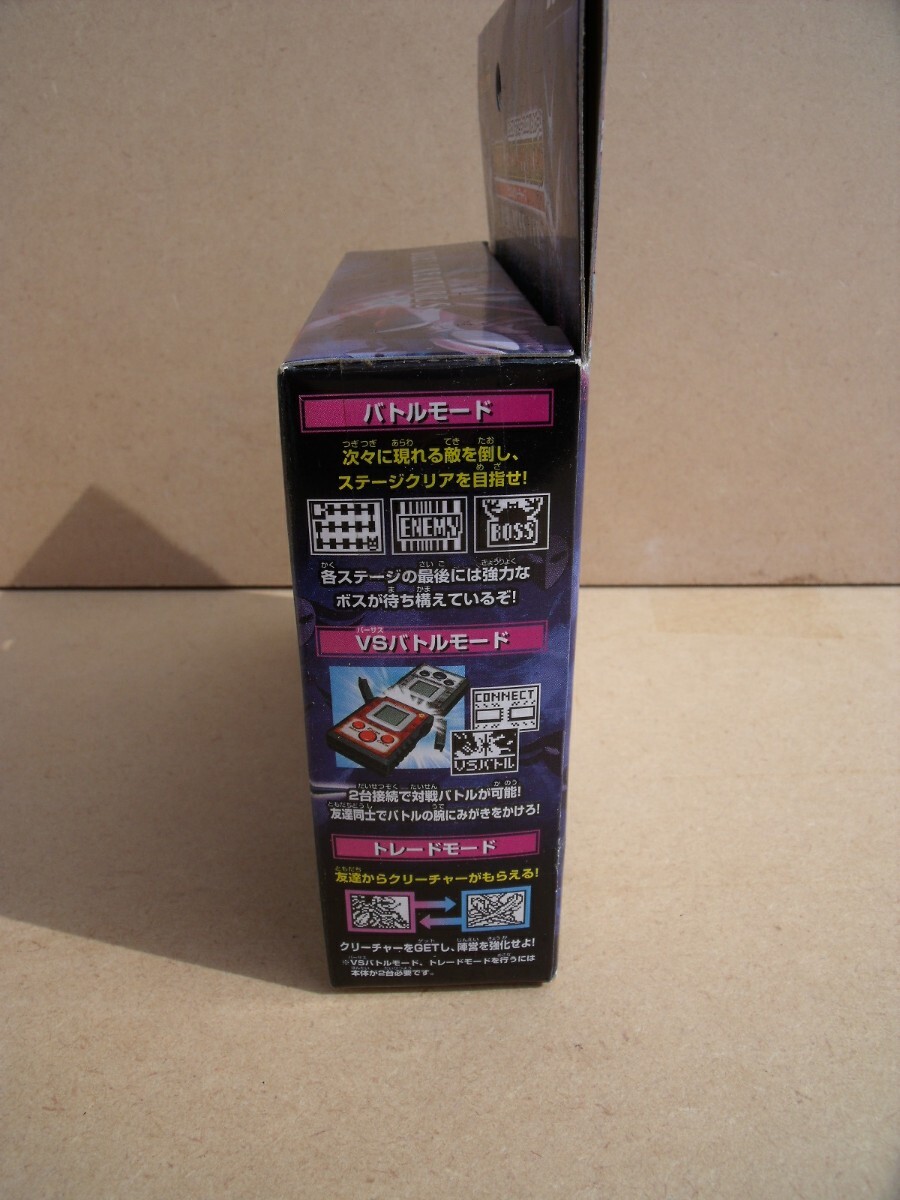 バトルモード
次々に現れる敵を倒し、
ステージクリアを目指せ!
ENEMY
BOSS
各ステージの最後には強力な
ボスが待ち構えているぞ!
VSバトルモード
CONNECT
VSバトル
2台接続で対戦バトルが可能!
友達同士でバトルの腕にみがきをかけろ!
トレードモード
友達からクリーチャーがもらえる!
クリーチャーをGETし、陣営を強化せよ!
※VSバトルモード、トレードモードを行うには
本体が2台必要です。